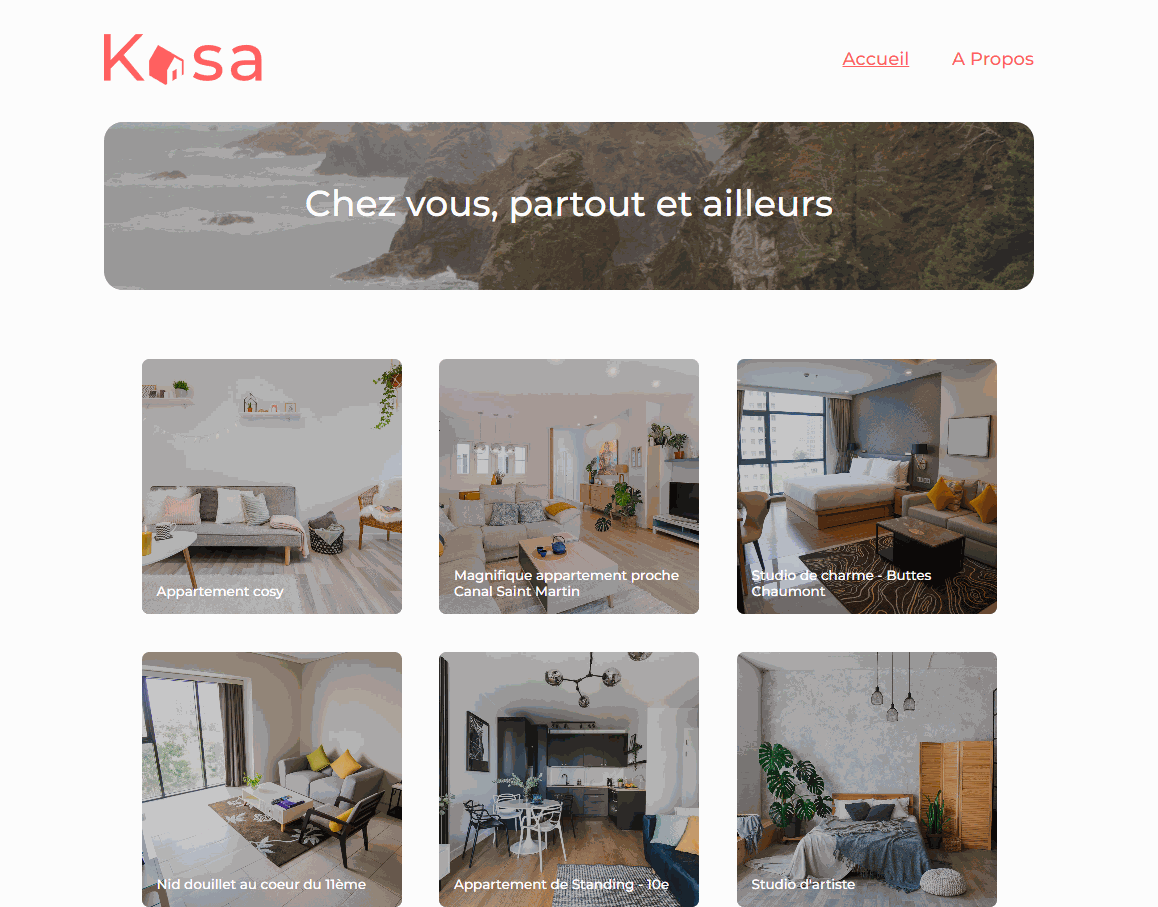 Kasa
Accueil
A Propos
Chez vous, partout et ailleurs
Appartement cosy
Magnifique appartement proche
Canal Saint Martin
Studio de charme - Buttes
Chaumont
Nid douillet au coeur du 11ème
Appartement de Standing - 10e
Studio d'artiste